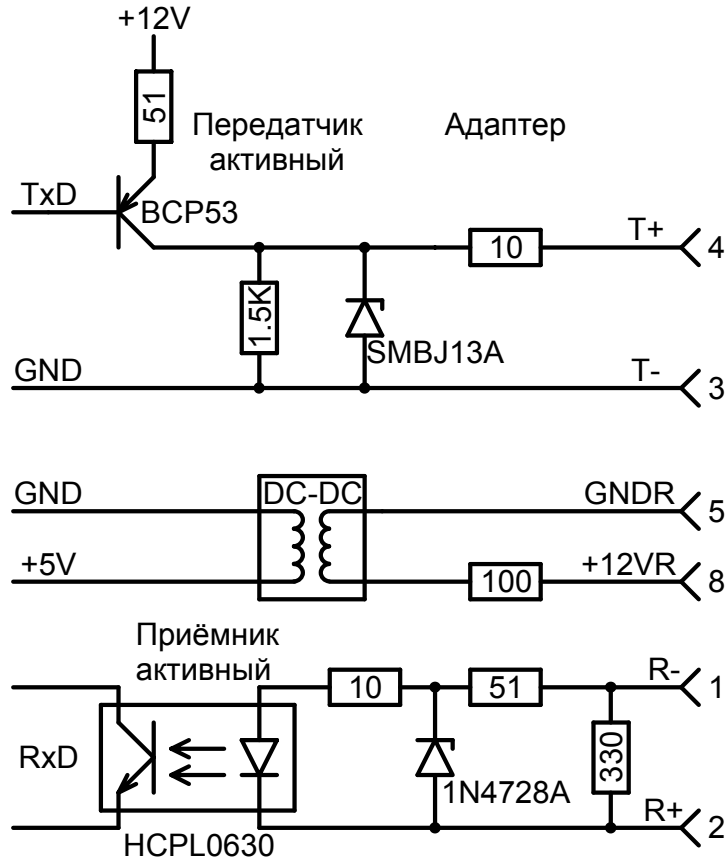 +12V
51
Передатчик
активный
Адаптер
TxD
BCP53
T+
4
10
1.5K
SMBJ13A
GND
T-
3
GND
DC-DC
GNDR
5
+5V
100
+12VR
8
Приёмник
активный
10
51
R-
1
RxD
330
1N4728A
R+
2
HCPL0630